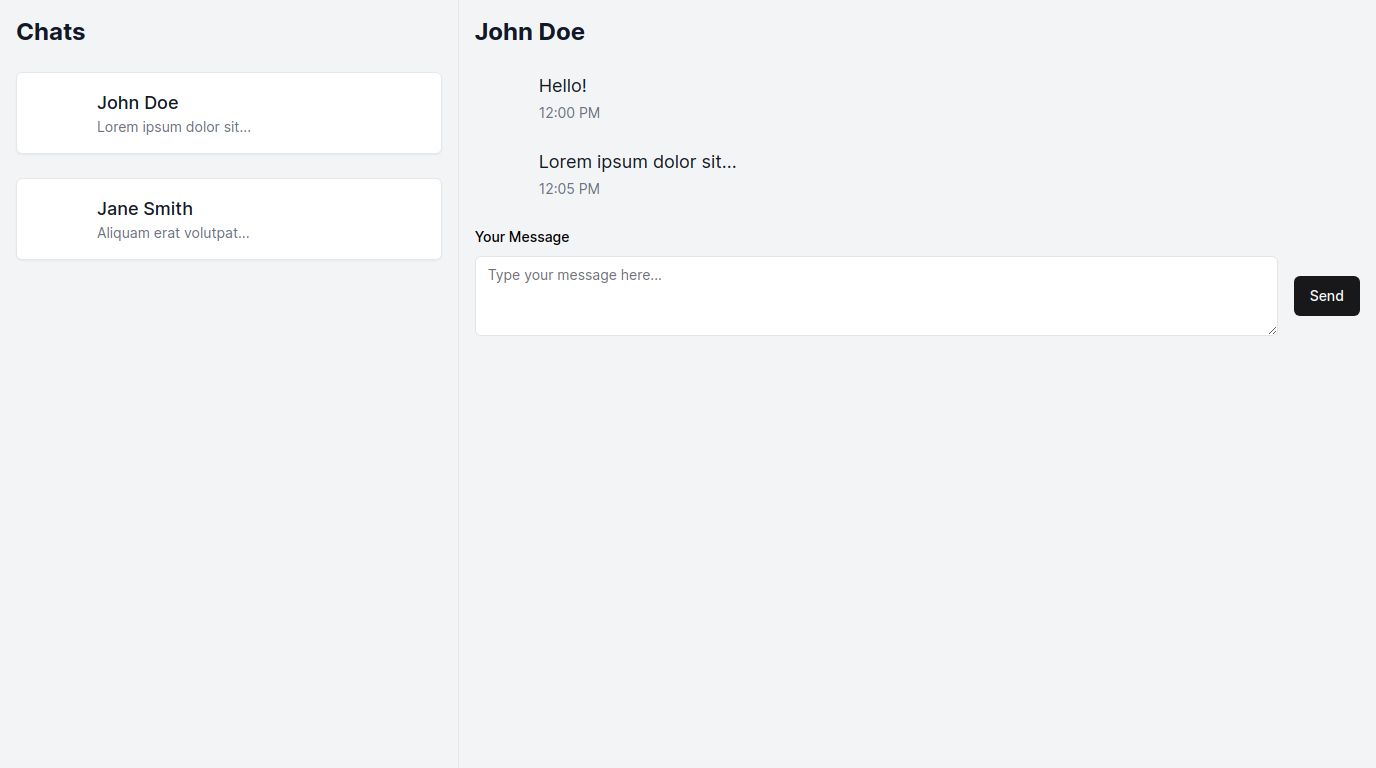 Chats
John Doe
Lorem ipsum dolor sit...
Jane Smith
Aliquam erat volutpat...
John Doe
Hello!
12:00 PM
Lorem ipsum dolor sit...
12:05 PM
Your Message
Type your message here...
Send